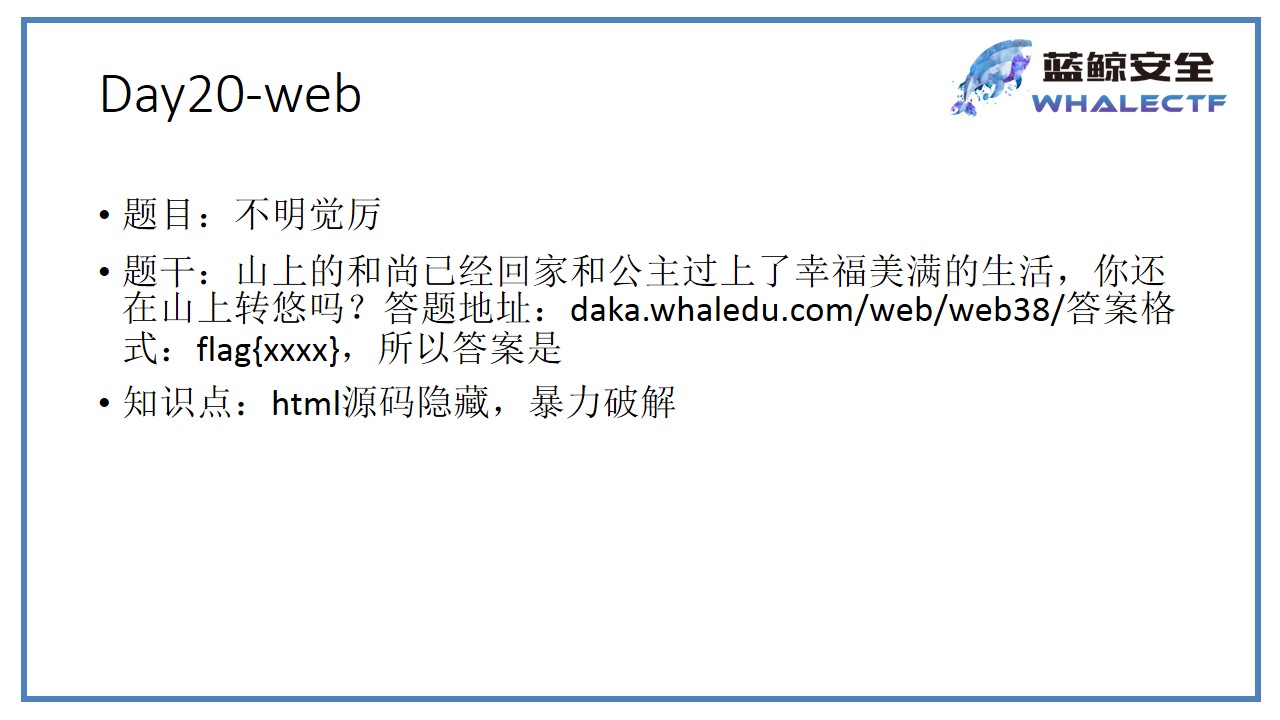 Day20-web
蓝鲸安全
WHALECTF
• 题目：不明觉厉
• 题干：山上的和尚已经回家和公主过上了幸福美满的生活，你还
在山上转悠吗？答题地址：daka.whaledu.com/web/web38/答案格
式：flag{xxxx}，所以答案是
• 知识点：html源码隐藏，暴力破解